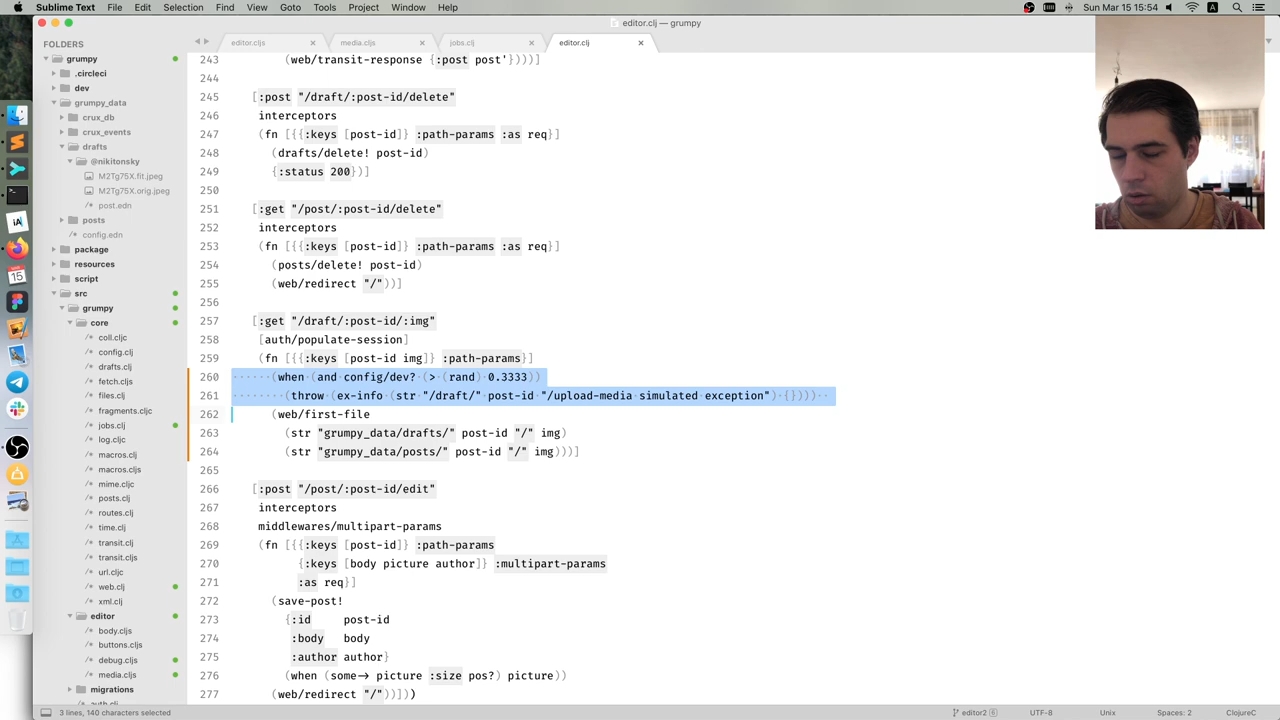 Sublime Text File Edit Selection Find View Goto Tools Project Window Help
Sun Mar 15 15:54
editor.clj — grumpy
FOLDERS
grumpy
.circleci
dev
grumpy_data
crux_db
crux_events
drafts
@nikitonsky
M2Tg75X.fit.jpeg
M2Tg75X.orig.jpeg
post.edn
posts
config.edn
package
resources
script
src
grumpy
core
coll.cljc
config.clj
drafts.clj
fetch.cljs
files.clj
fragments.cljc
jobs.clj
log.cljc
macros.clj
macros.cljs
mime.cljc
posts.clj
routes.clj
time.clj
transit.clj
transit.cljs
url.cljc
web.clj
xml.clj
editor
body.cljs
buttons.cljs
debug.cljs
media.cljs
migrations
auth.clj
editor.cljs media.cljs jobs.clj editor.clj
243 (web/transit-response {:post post'})))]
244
245 [:post "/draft/:post-id/delete"
246 interceptors
247 (fn [{{:keys [post-id]} :path-params :as req}]
248 (drafts/delete! post-id)
249 {:status 200})]
250
251 [:get "/post/:post-id/delete"
252 interceptors
253 (fn [{{:keys [post-id]} :path-params :as req}]
254 (posts/delete! post-id)
255 (web/redirect "/"))]
256
257 [:get "/draft/:post-id/:img"
258 [auth/populate-session]
259 (fn [{{:keys [post-id img]} :path-params}]
260 (when (and config/dev? (> (rand) 0.3333))
261 (throw (ex-info (str "/draft/" post-id "/upload-media simulated exception") {})))
262 (web/first-file
263 (str "grumpy_data/drafts/" post-id "/" img)
264 (str "grumpy_data/posts/" post-id "/" img)))]
265
266 [:post "/post/:post-id/edit"
267 interceptors
268 middlewares/multipart-params
269 (fn [{{:keys [post-id]} :path-params
270 {:keys [body picture author]} :multipart-params
271 :as req}]
272 (save-post!
273 {:id post-id
274 :body body
275 :author author}
276 (when (some-> picture :size pos?) picture))
277 (web/redirect "/"))]))
3 lines, 140 characters selected
editor2 6 UTF-8 Unix Spaces: 2 ClojureC